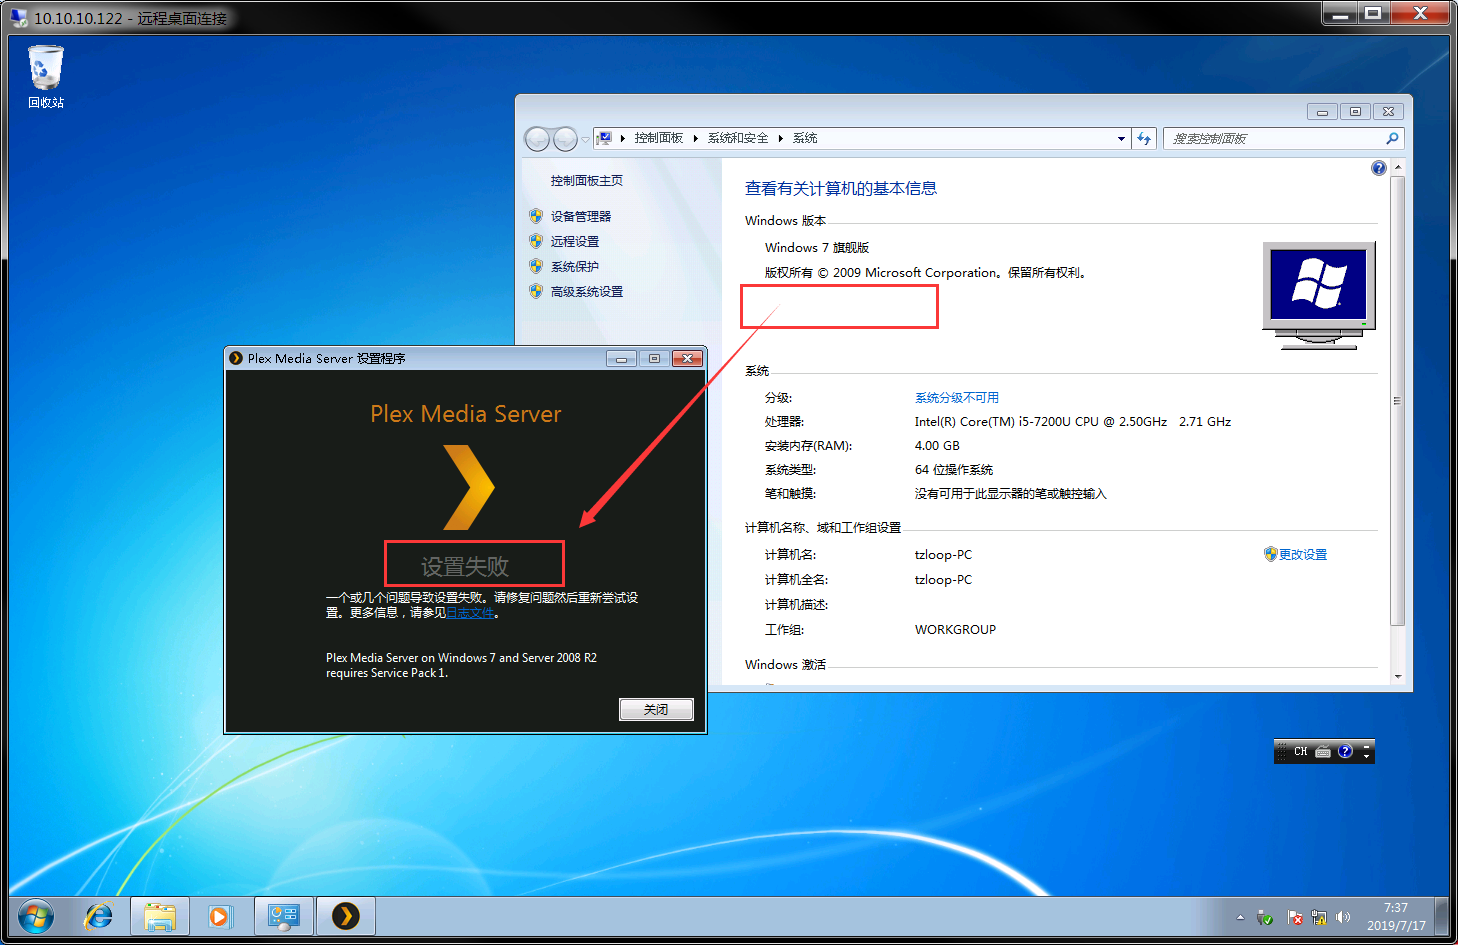 10.10.10.122 - 远程桌面连接
回收站
控制面板 系统和安全 系统
搜索控制面板
控制面板主页
设备管理器
远程设置
系统保护
高级系统设置
查看有关计算机的基本信息
Windows 版本
Windows 7 旗舰版
版权所有 © 2009 Microsoft Corporation。保留所有权利。
系统
分级: 系统分级不可用
处理器: Intel(R) Core(TM) i5-7200U CPU @ 2.50GHz 2.71 GHz
安装内存(RAM): 4.00 GB
系统类型: 64 位操作系统
笔和触摸: 没有可用于此显示器的笔或触控输入
计算机名称、域和工作组设置
计算机名: tzloop-PC
更改设置
计算机全名: tzloop-PC
计算机描述:
工作组: WORKGROUP
Windows 激活
Plex Media Server 设置程序
Plex Media Server
设置失败
一个或几个问题导致设置失败。请修复问题然后重新尝试设
置。更多信息，请参见日志文件。
Plex Media Server on Windows 7 and Server 2008 R2
requires Service Pack 1.
关闭
CH
7:37
2019/7/17